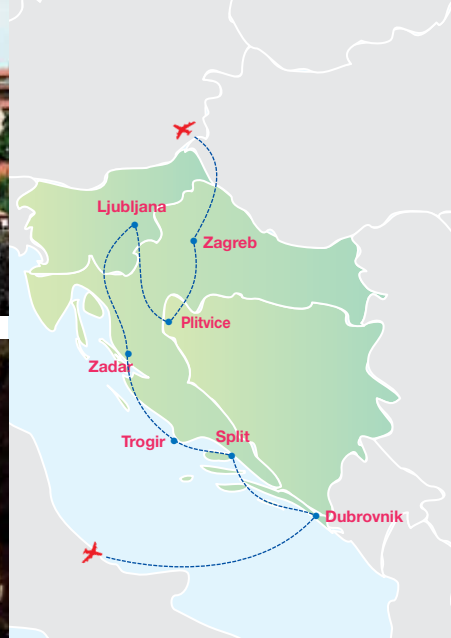 Ljubljana
Zagreb
Plitvice
Zadar
Trogir
Split
Dubrovnik